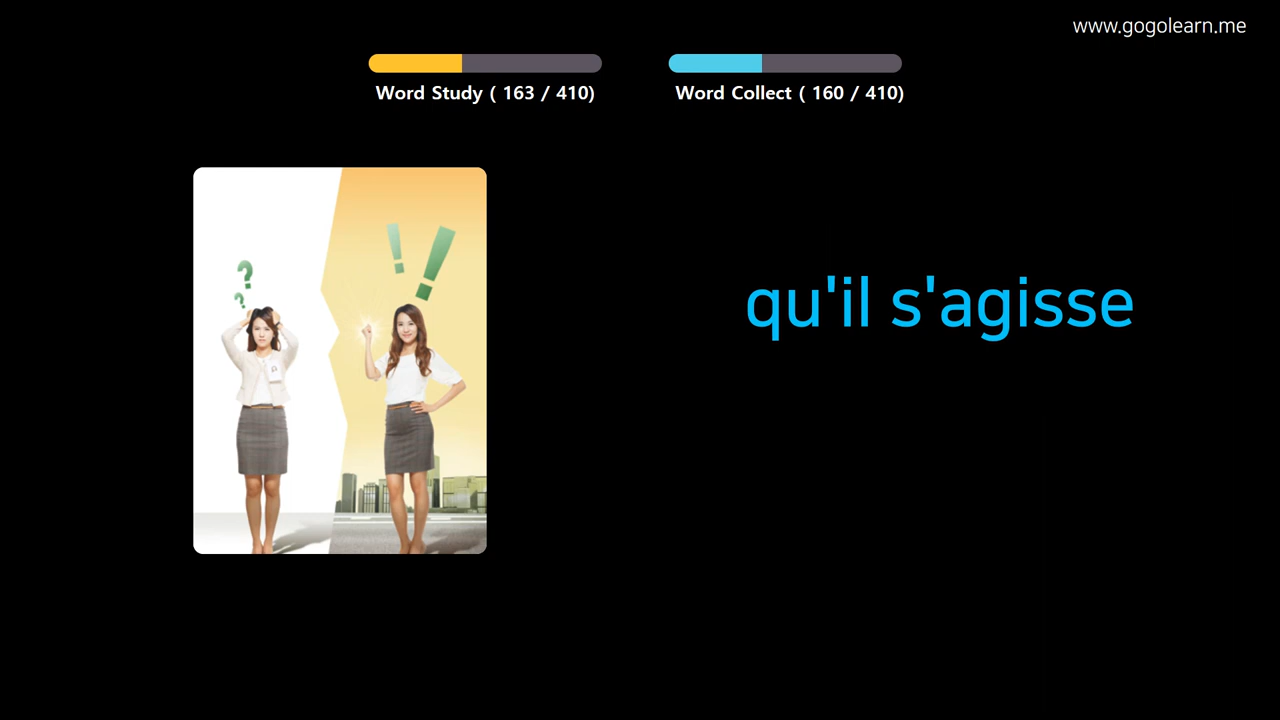 www.gogolearn.me
Word Study ( 163 / 410)
Word Collect ( 160 / 410)
? ?
! !
qu'il s'agisse